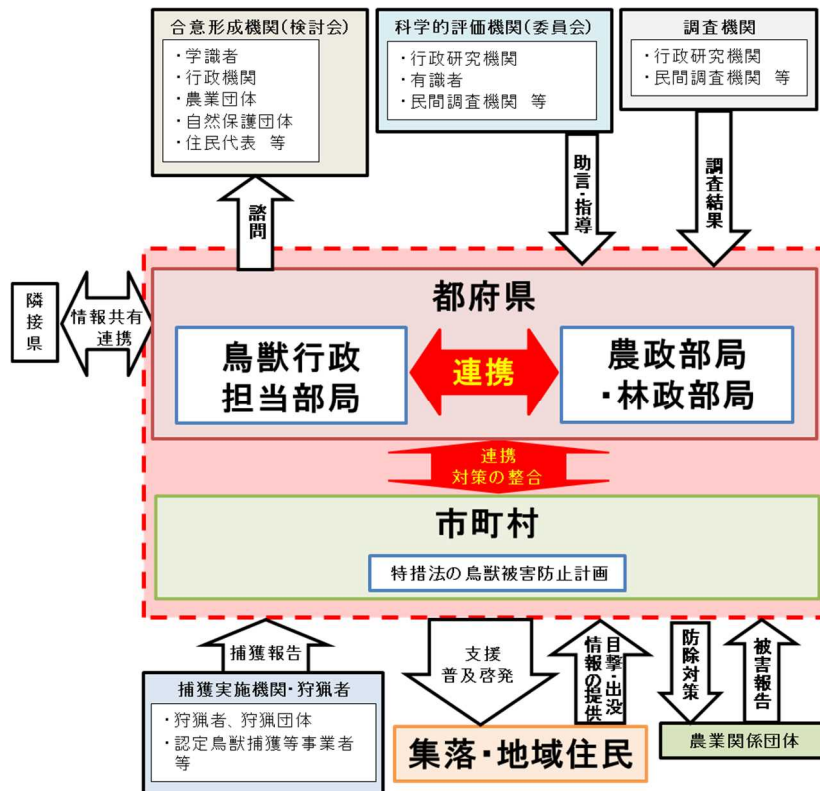 合意形成機関(検討会)
・学識者
・行政機関
・農業団体
・自然保護団体
・住民代表 等
科学的評価機関(委員会)
・行政研究機関
・有識者
・民間調査機関 等
調査機関
・行政研究機関
・民間調査機関 等
諮問
助言・指導
調査結果
隣接県
情報共有
連携
都府県
鳥獣行政
担当部局
連携
農政部局
・林政部局
連携
対策の整合
市町村
特措法の鳥獣被害防止計画
捕獲報告
支援
普及啓発
目撃・出没
情報の提供
防除対策
被害報告
捕獲実施機関・狩猟者
・狩猟者、狩猟団体
・認定鳥獣捕獲等事業者
等
集落・地域住民
農業関係団体